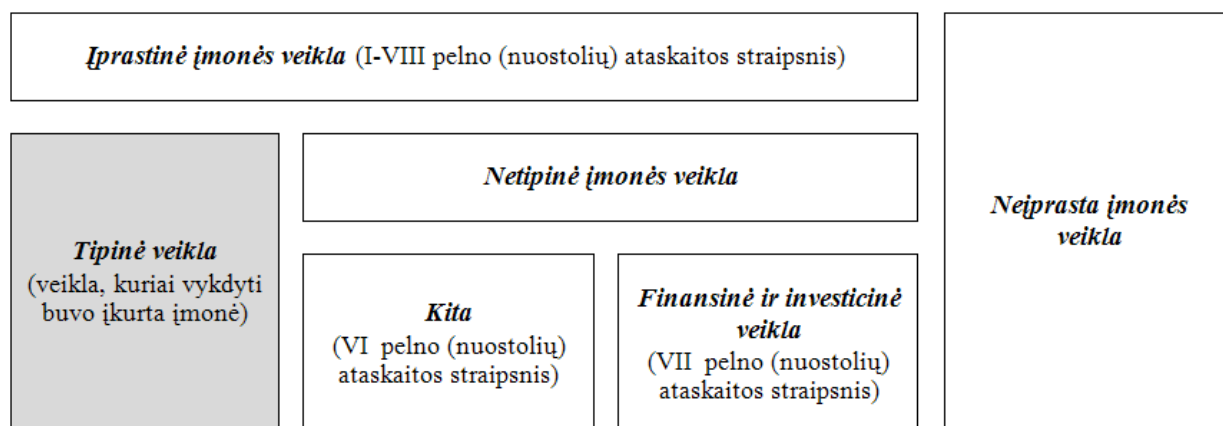 Įprastinė įmonės veikla (I-VIII pelno (nuostolių) ataskaitos straipsnis)
Tipinė veikla
(veikla, kuriai vykdyti
buvo įkurta įmonė)
Netipinė įmonės veikla
Kita
(VI pelno (nuostolių)
ataskaitos straipsnis)
Finansinė ir investicinė
veikla
(VII pelno (nuostolių)
ataskaitos straipsnis)
Neįprasta įmonės
veikla